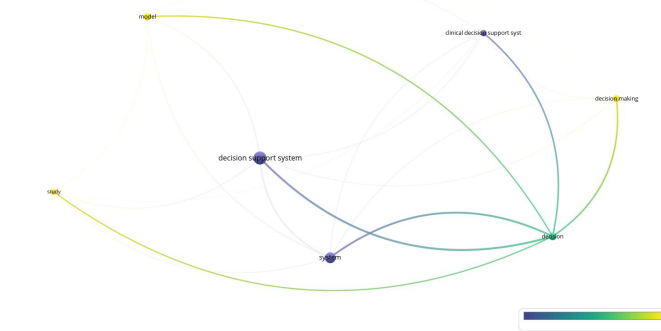 model
clinical decision support syst
decision making
decision support system
study
decision
system